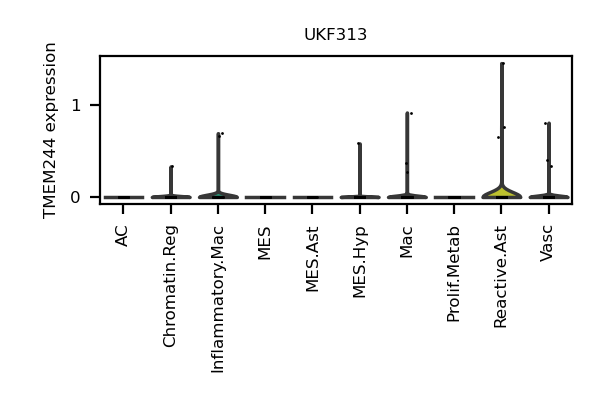 UKF313
TMEM244 expression
1
0
AC
Chromatin.Reg
Inflammatory.Mac
MES
MES.Ast
MES.Hyp
Mac
Prolif.Metab
Reactive.Ast
Vasc